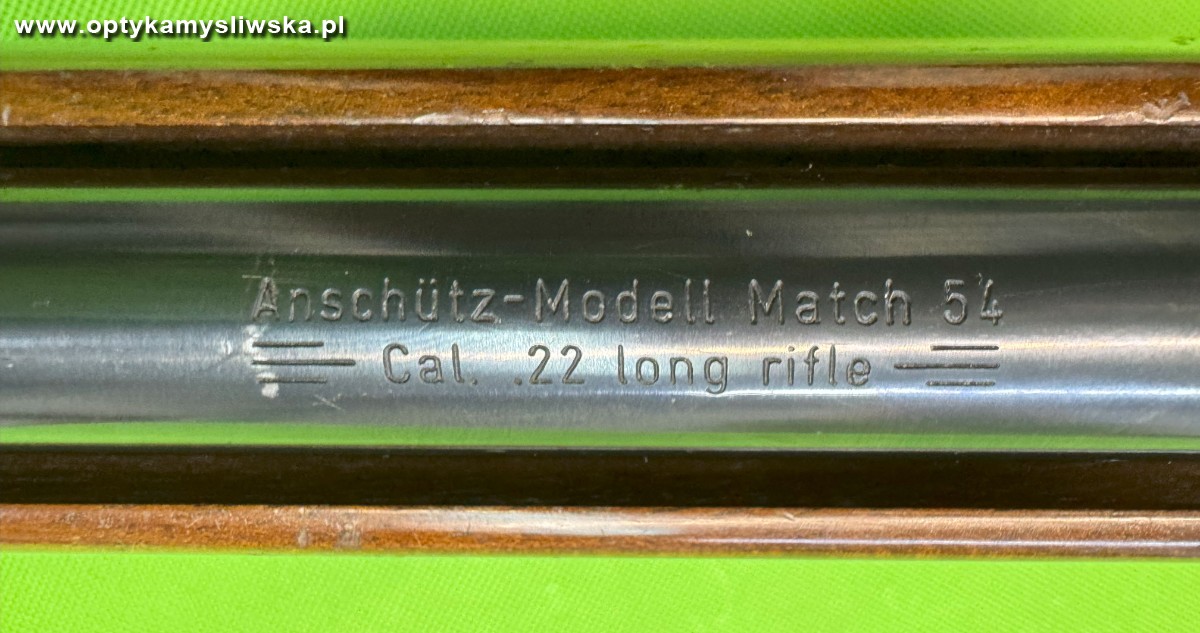 www.optykamysliwska.pl
Anschütz-Modell Match 54
Cal. .22 long rifle